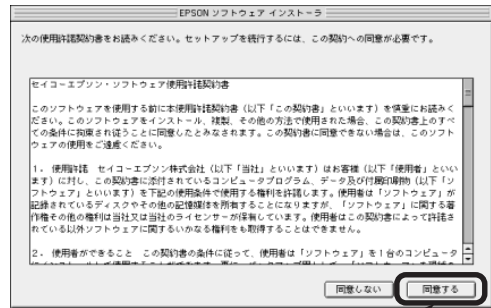 EPSON ソフトウェア インストーラ
次の使用許諾契約書をお読みください。セットアップを続行するには、この契約への同意が必要です。
セイコーエプソン・ソフトウェア使用許諾契約書
このソフトウェアを使用する前に本使用許諾契約書（以下「この契約書」といいます）を慎重にお読みく
ださい。このソフトウェアをインストール、複製、その他の方法で使用された場合、この契約書上のすべ
ての条件に拘束され従うことに同意したとみなされます。この契約書に同意できない場合は、このソフト
ウェアの使用をご遠慮ください。
1. 使用許諾 セイコーエプソン株式会社（以下「当社」といいます）はお客様（以下「使用者」といい
ます）に対し、この契約書に添付されているコンピュータプログラム、データ及び付属印刷物（以下「ソ
フトウェア」といいます）を下記の使用条件で使用する権利を許諾します。使用者は「ソフトウェア」が
記録されているディスクやその他の記憶媒体を所有することになりますが、「ソフトウェア」に関する著
作権その他の権利は当社又は当社のライセンサーが保有しています。使用者はこの契約書によって許諾さ
れている以外ソフトウェアに関するいかなる権利をも取得することはできません。
2. 使用者ができること この契約書の条件に従って、使用者は「ソフトウェア」を1台のコンピュータ
同意しない
同意する